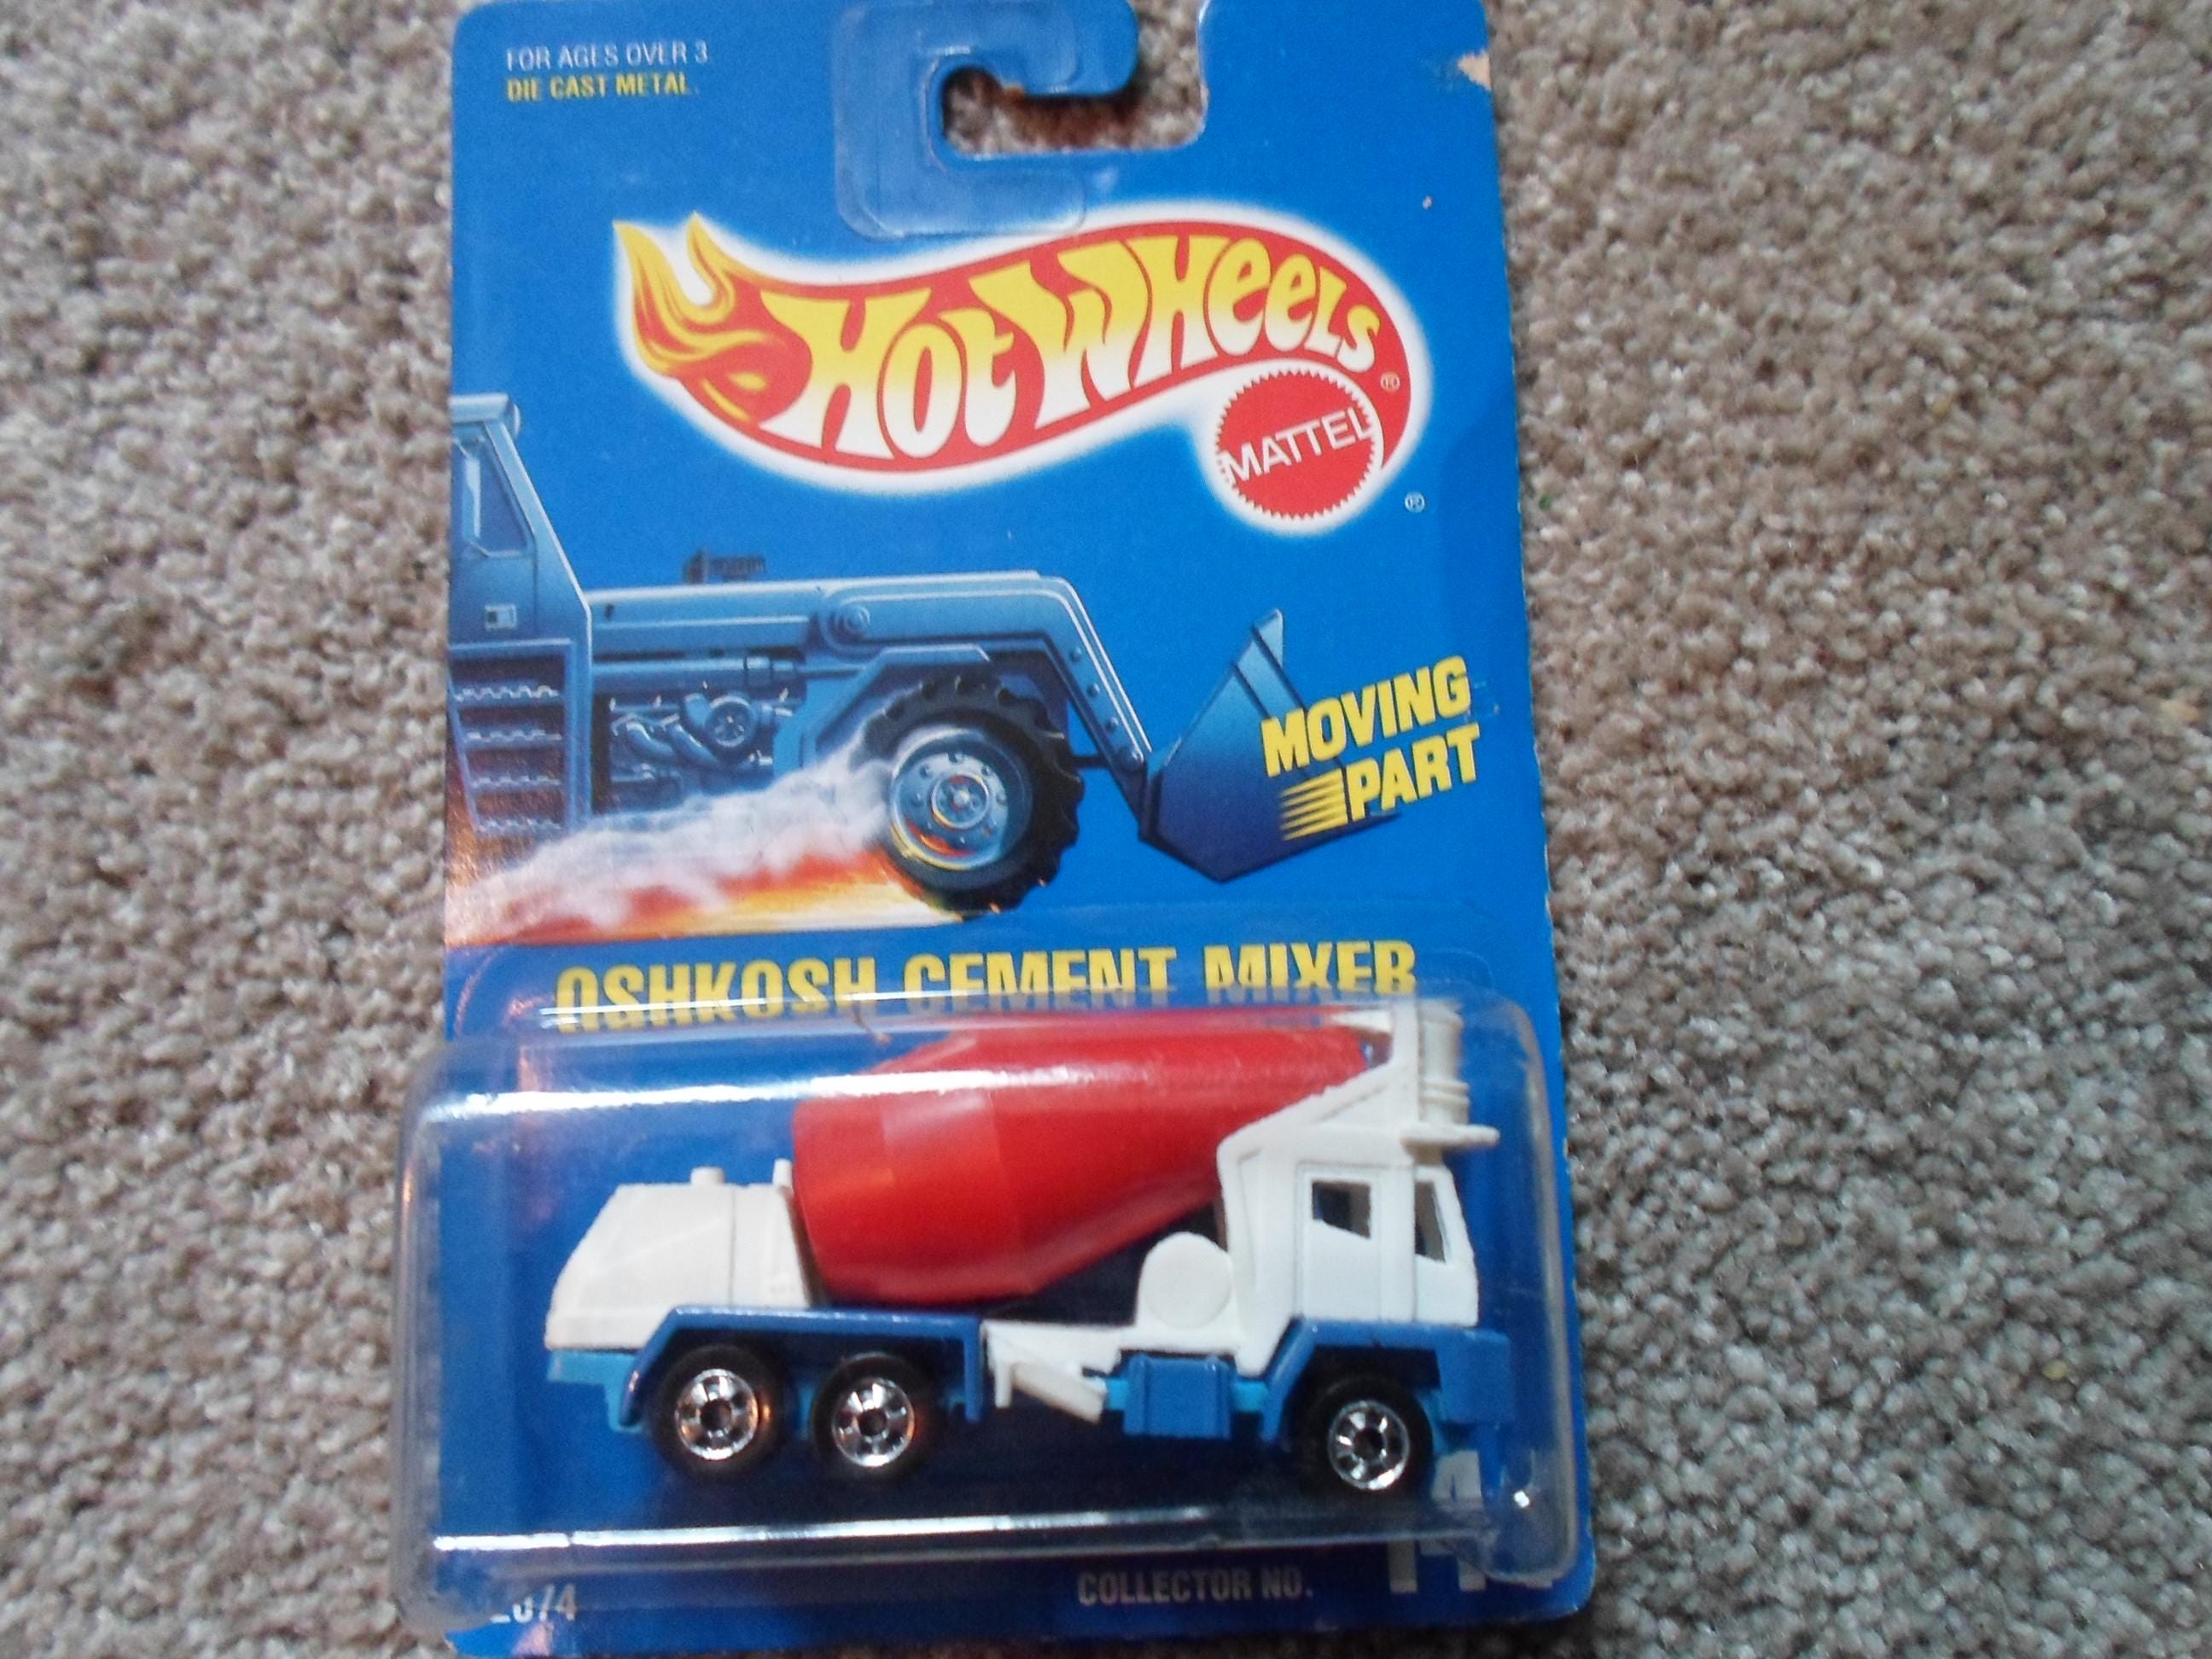 FOR AGES OVER 3
DIE CAST METAL.
HOT WHEELS®
MATTEL
®
MOVING
PART
OSHKOSH CEMENT MIXER
COLLECTOR NO.